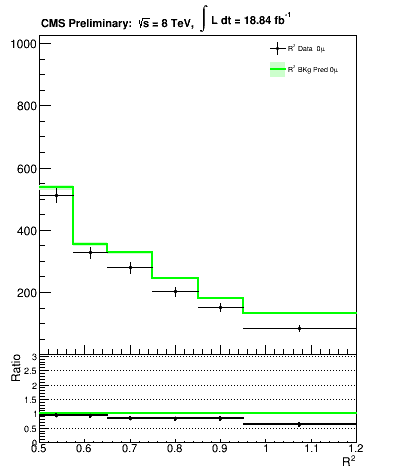 CMS Preliminary: √s = 8 TeV, ∫ L dt = 18.84 fb⁻¹
1000
R² Data 0μ
R² BKg Pred 0μ
800
600
400
200
Ratio
3
2.5
2
1.5
1
0.5
0
0.5 0.6 0.7 0.8 0.9 1 1.1 1.2
R²